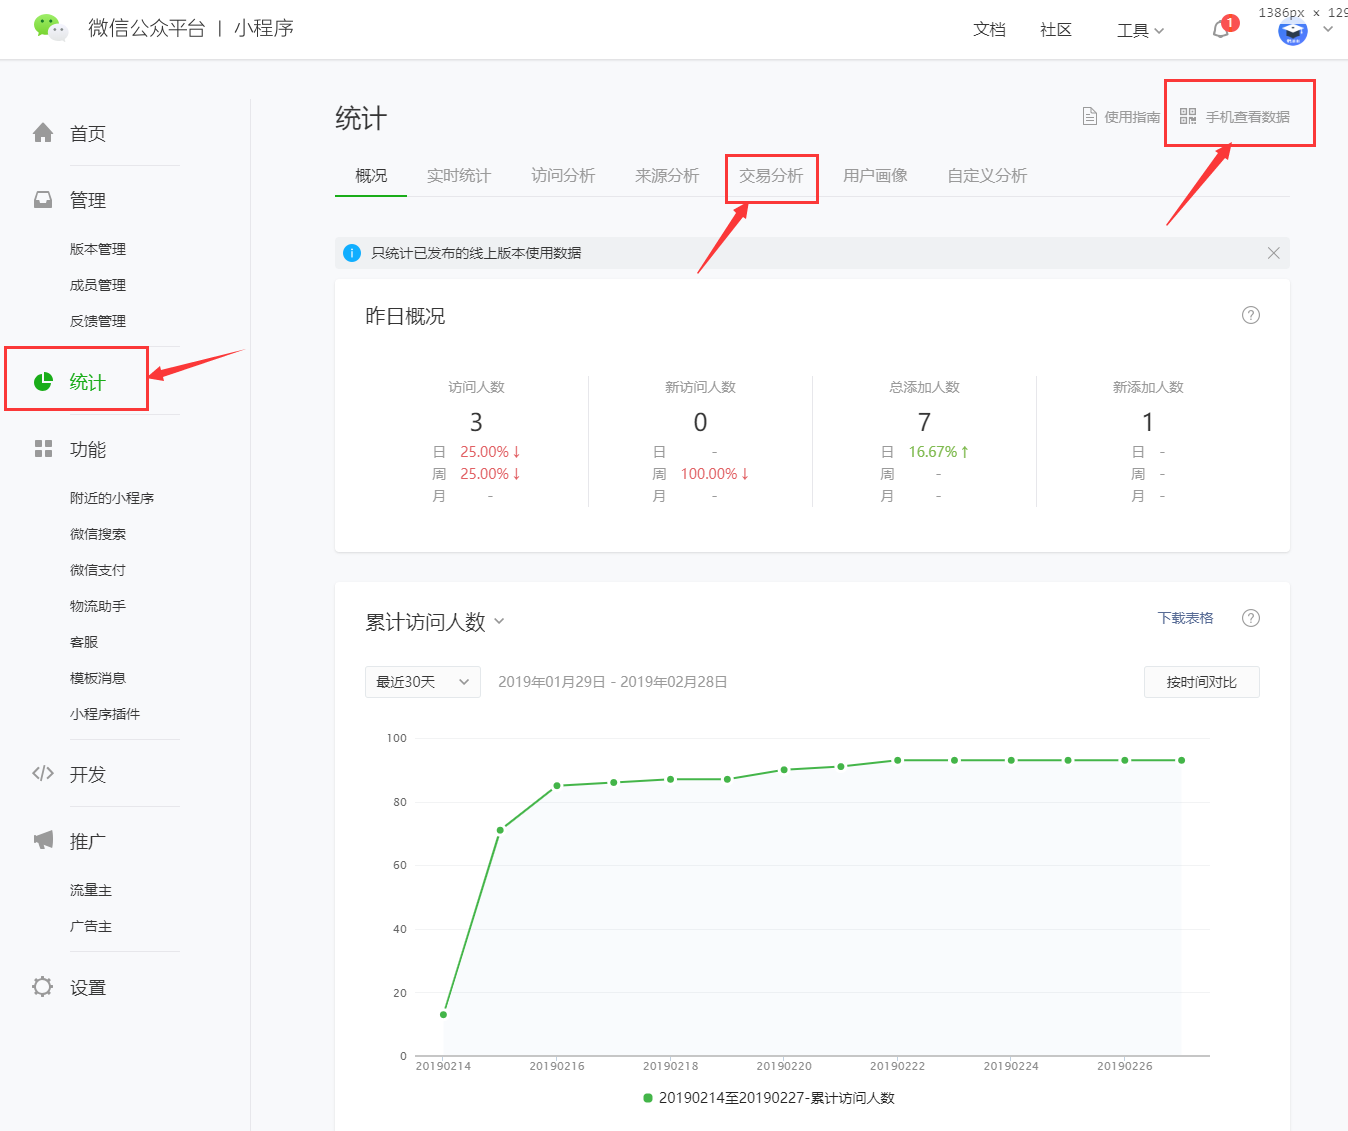 微信公众平台 | 小程序
文档
社区
工具
1
1386px × 129
首页
管理
版本管理
成员管理
反馈管理
统计
功能
附近的小程序
微信搜索
微信支付
物流助手
客服
模板消息
小程序插件
开发
推广
流量主
广告主
设置
统计
使用指南
手机查看数据
概况
实时统计
访问分析
来源分析
交易分析
用户画像
自定义分析
只统计已发布的线上版本使用数据
昨日概况
?
访问人数
3
日 25.00%↓
周 25.00%↓
月 -
新访问人数
0
日 -
周 100.00%↓
月 -
总添加人数
7
日 16.67%↑
周 -
月 -
新添加人数
1
日 -
周 -
月 -
累计访问人数
下载表格
?
最近30天
2019年01月29日 - 2019年02月28日
按时间对比
100
80
60
40
20
0
20190214
20190216
20190218
20190220
20190222
20190224
20190226
20190214至20190227-累计访问人数